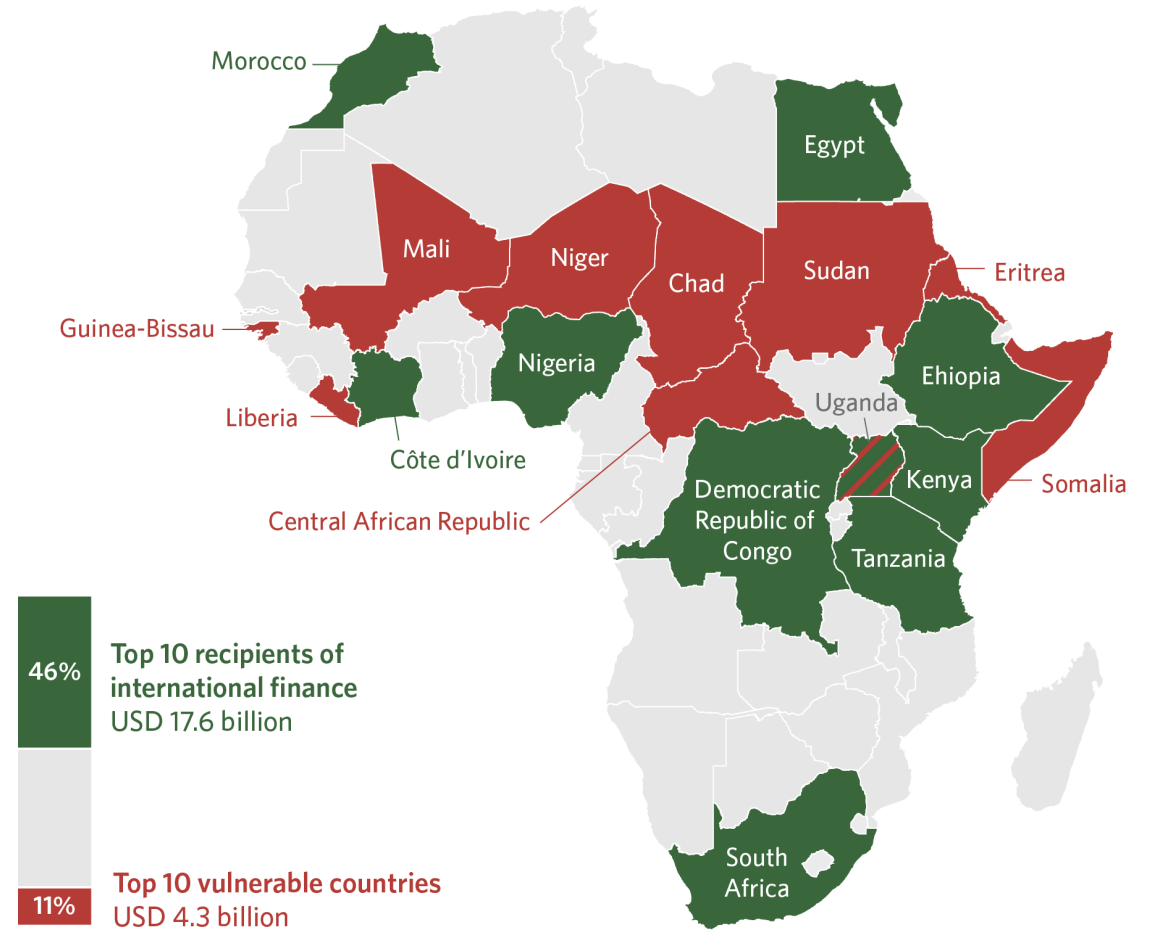 Morocco
Egypt
Mali
Niger
Chad
Sudan
Eritrea
Guinea-Bissau
Nigeria
Ehiopia
Uganda
Liberia
Côte d’Ivoire
Kenya
Somalia
Central African Republic
Democratic
Republic of
Congo
Tanzania
46%
Top 10 recipients of
international finance
USD 17.6 billion
South
Africa
11%
Top 10 vulnerable countries
USD 4.3 billion